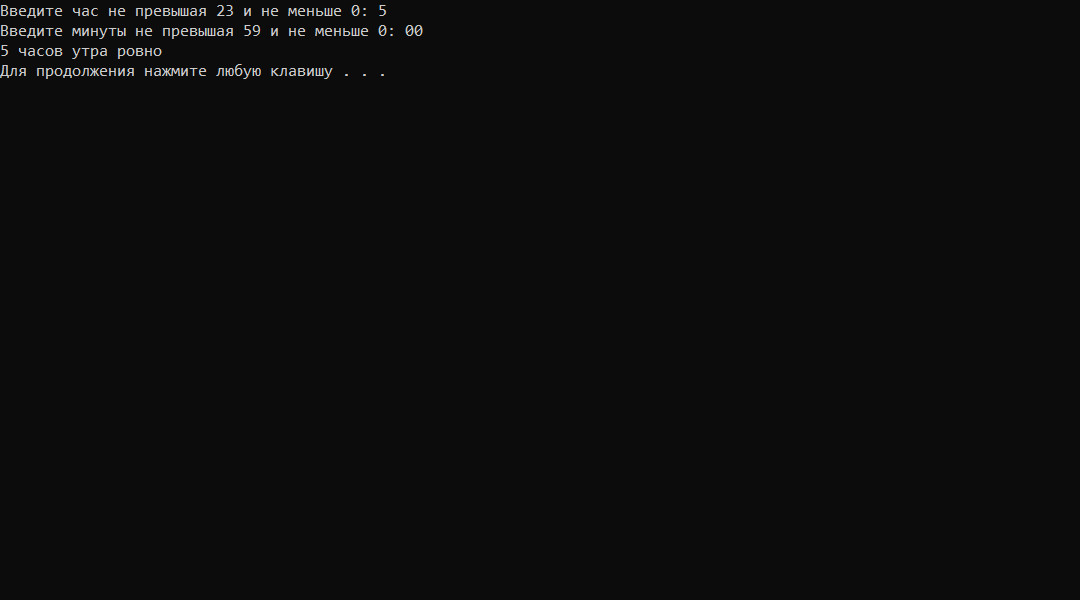 Введите час не превышая 23 и не меньше 0: 5
Введите минуты не превышая 59 и не меньше 0: 00
5 часов утра ровно
Для продолжения нажмите любую клавишу . . .